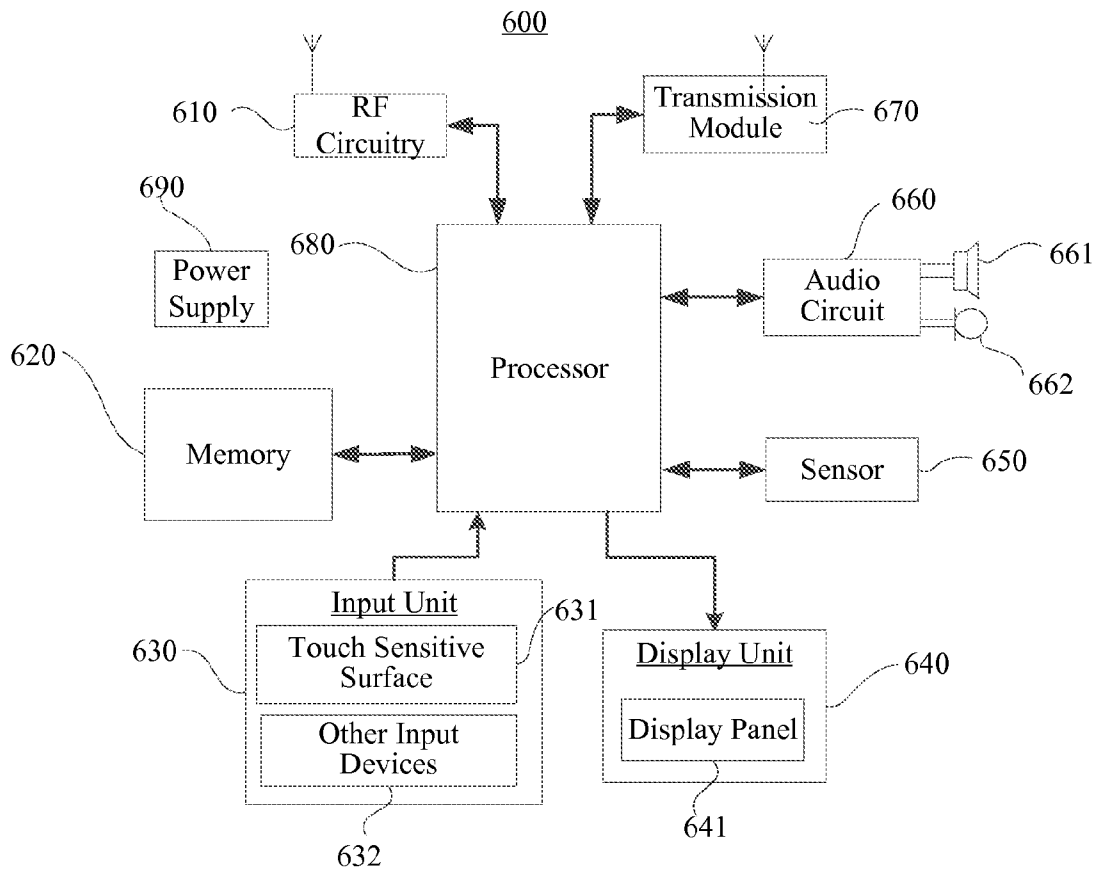 600
610
RF
Circuitry
Transmission
Module
670
690
Power
Supply
680
660
Audio
Circuit
661
662
620
Memory
Processor
Sensor
650
630
Input Unit
631
Touch Sensitive
Surface
Other Input
Devices
632
Display Unit
640
Display Panel
641